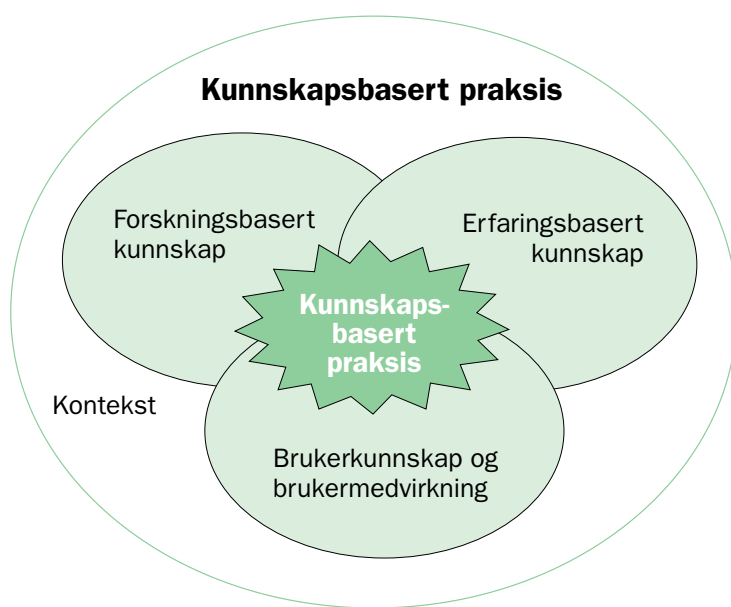 Kunnskapsbasert praksis
Forskningsbasert
kunnskap
Erfaringsbasert
kunnskap
Kunnskaps-
basert
praksis
Kontekst
Brukerkunnskap og
brukermedvirkning